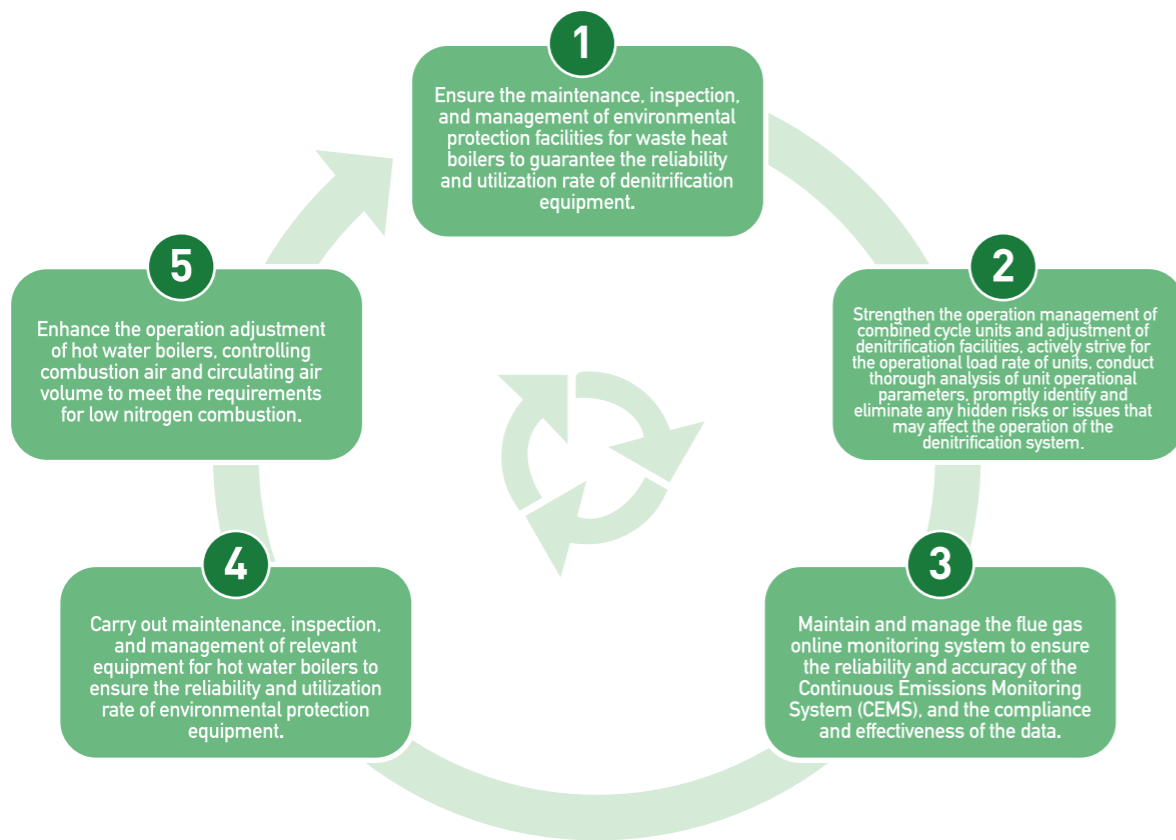 1
Ensure the maintenance, inspection,
and management of environmental
protection facilities for waste heat
boilers to guarantee the reliability
and utilization rate of denitrification
equipment.
2
Strengthen the operation management of
combined cycle units and adjustment of
denitrification facilities, actively strive for
the operational load rate of units, conduct
thorough analysis of unit operational
parameters, promptly identify and
eliminate any hidden risks or issues that
may affect the operation of the
denitrification system.
3
Maintain and manage the flue gas
online monitoring system to ensure
the reliability and accuracy of the
Continuous Emissions Monitoring
System (CEMS), and the compliance
and effectiveness of the data.
4
Carry out maintenance, inspection,
and management of relevant
equipment for hot water boilers to
ensure the reliability and utilization
rate of environmental protection
equipment.
5
Enhance the operation adjustment
of hot water boilers, controlling
combustion air and circulating air
volume to meet the requirements
for low nitrogen combustion.